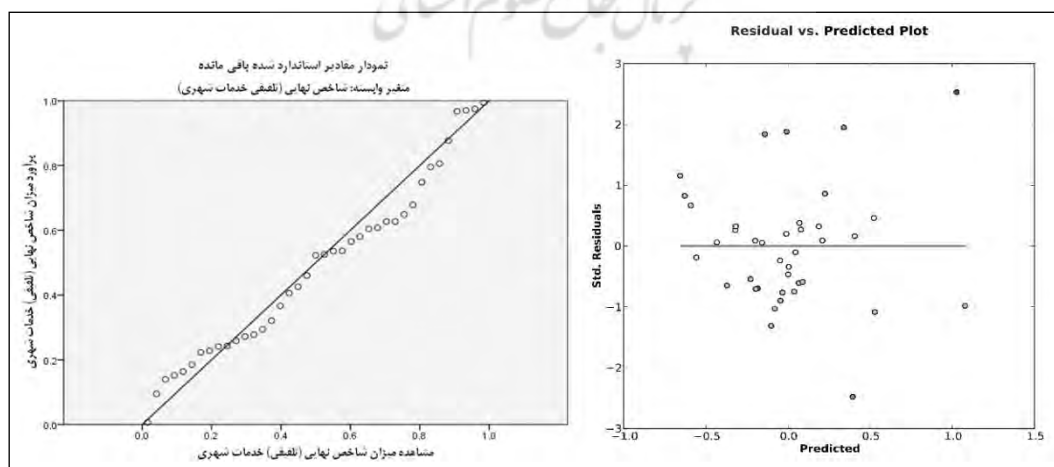 نمودار مقادیر استاندارد شده باقی مانده
متغیر وابسته: شاخص نهایی (تلفیقی خدمات شهری)
برآورد میزان شاخص نهایی (تلفیقی) خدمات شهری
1.0
0.8
0.6
0.4
0.2
0.0
0.0 0.2 0.4 0.6 0.8 1.0
مشاهده میزان شاخص نهایی (تلفیقی) خدمات شهری
Residual vs. Predicted Plot
Std. Residuals
3
2
1
0
−1
−2
−3
−1.0 −0.5 0.0 0.5 1.0 1.5
Predicted